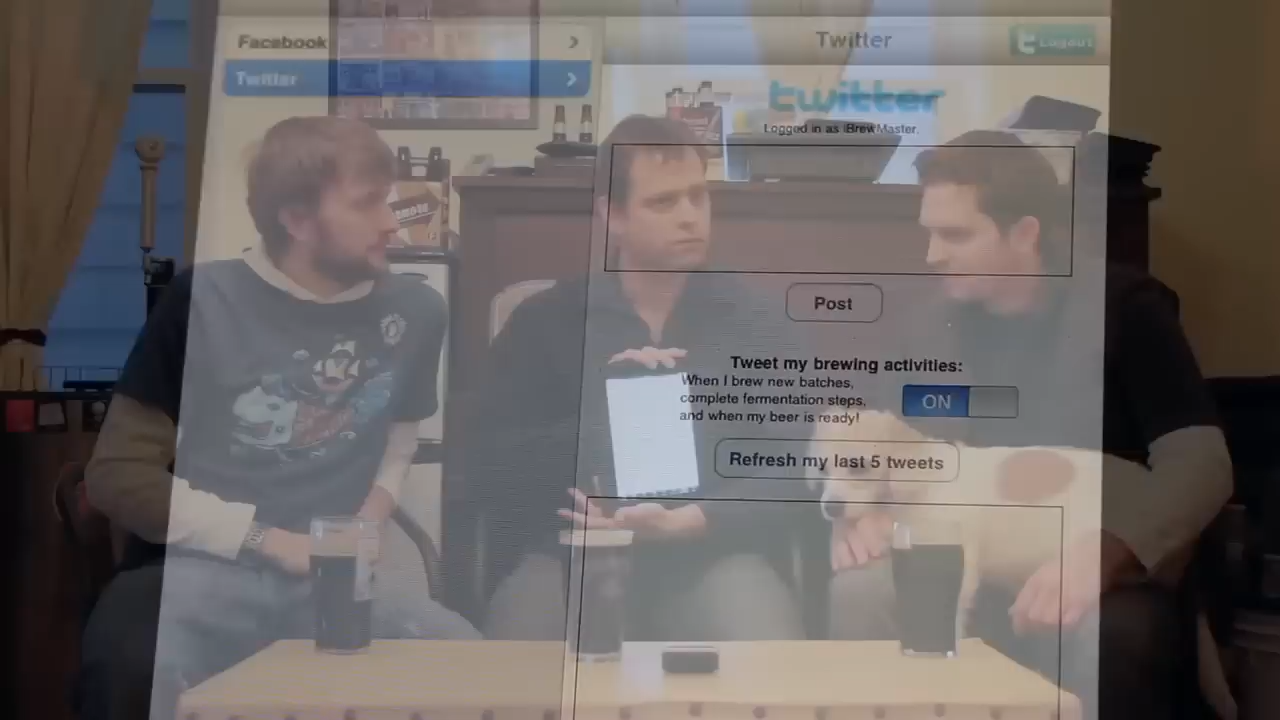 Facebook
Twitter
Twitter
Logout
twitter
Logged in as iBrewMaster.
Post
Tweet my brewing activities:
When I brew new batches,
complete fermentation steps,
and when my beer is ready!
ON
Refresh my last 5 tweets